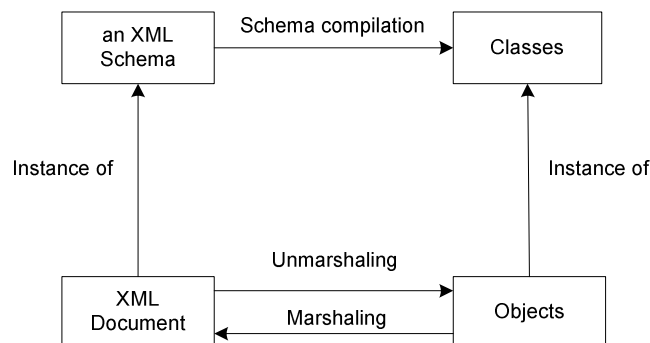 an XML
Schema
Schema compilation
Classes
Instance of
Instance of
XML
Document
Unmarshaling
Marshaling
Objects